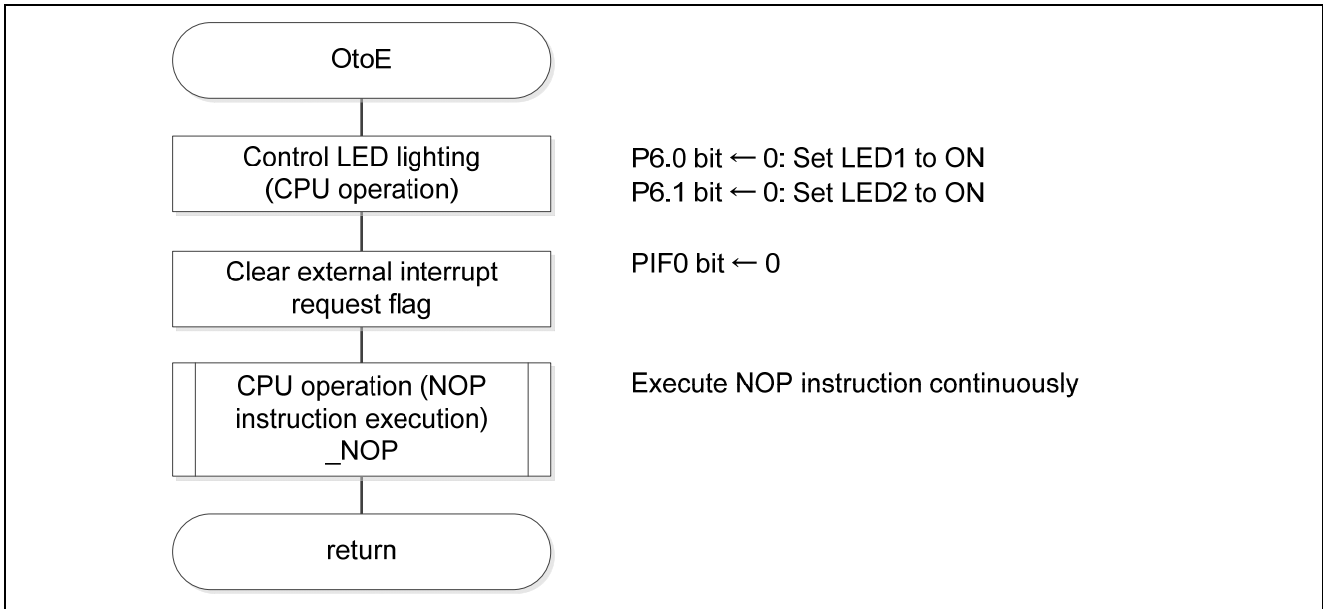 OtoE
Control LED lighting
(CPU operation)
P6.0 bit ← 0: Set LED1 to ON
P6.1 bit ← 0: Set LED2 to ON
Clear external interrupt
request flag
PIF0 bit ← 0
CPU operation (NOP
instruction execution)
_NOP
Execute NOP instruction continuously
return